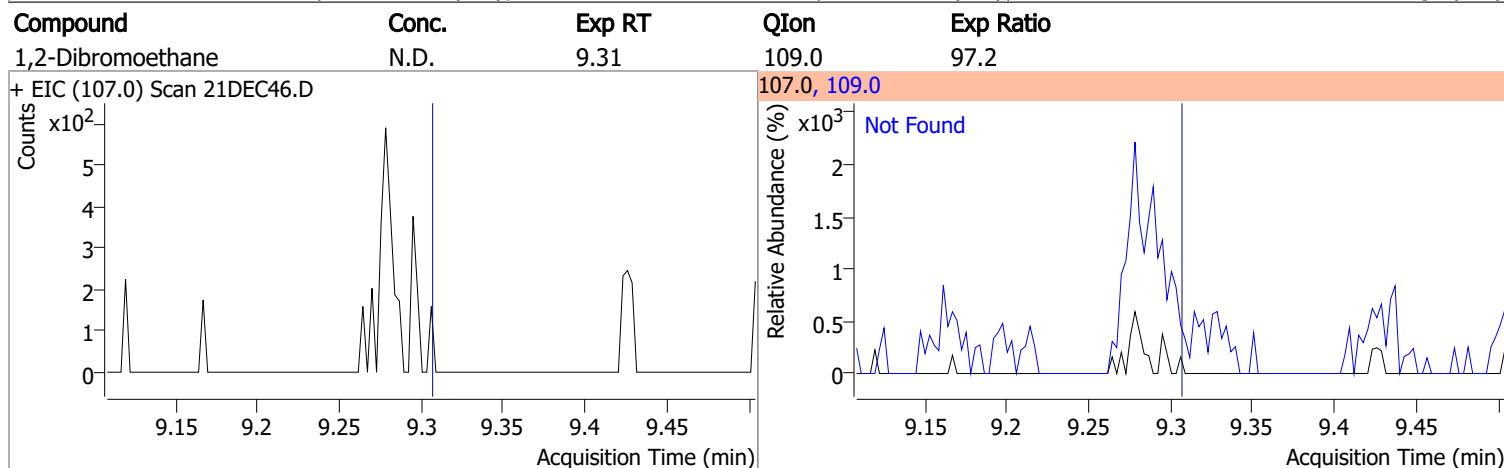 Compound Conc. Exp RT QIon Exp Ratio
1,2-Dibromoethane N.D. 9.31 109.0 97.2
+ EIC (107.0) Scan 21DEC46.D
Counts
x10²
5
4
3
2
1
0
9.15 9.2 9.25 9.3 9.35 9.4 9.45
Acquisition Time (min)
107.0, 109.0
Relative Abundance (%)
x10³
Not Found
2
1.5
1
0.5
0
9.15 9.2 9.25 9.3 9.35 9.4 9.45
Acquisition Time (min)